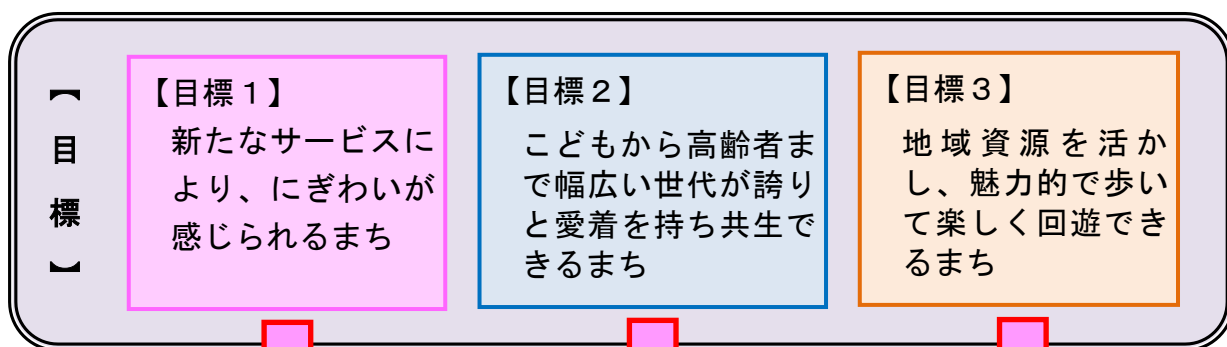 【目標】
【目標１】
新たなサービスに
より、にぎわいが
感じられるまち
【目標２】
こどもから高齢者ま
で幅広い世代が誇り
と愛着を持ち共生で
きるまち
【目標３】
地域資源を活か
し、魅力的で歩い
て楽しく回遊でき
るまち